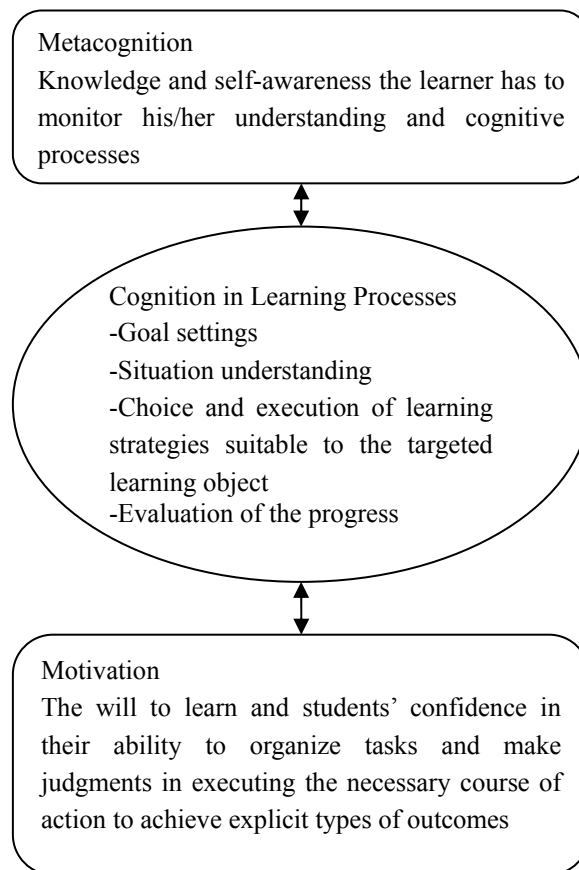 Metacognition
Knowledge and self-awareness the learner has to
monitor his/her understanding and cognitive
processes
Cognition in Learning Processes
-Goal settings
-Situation understanding
-Choice and execution of learning
strategies suitable to the targeted
learning object
-Evaluation of the progress
Motivation
The will to learn and students’ confidence in
their ability to organize tasks and make
judgments in executing the necessary course of
action to achieve explicit types of outcomes